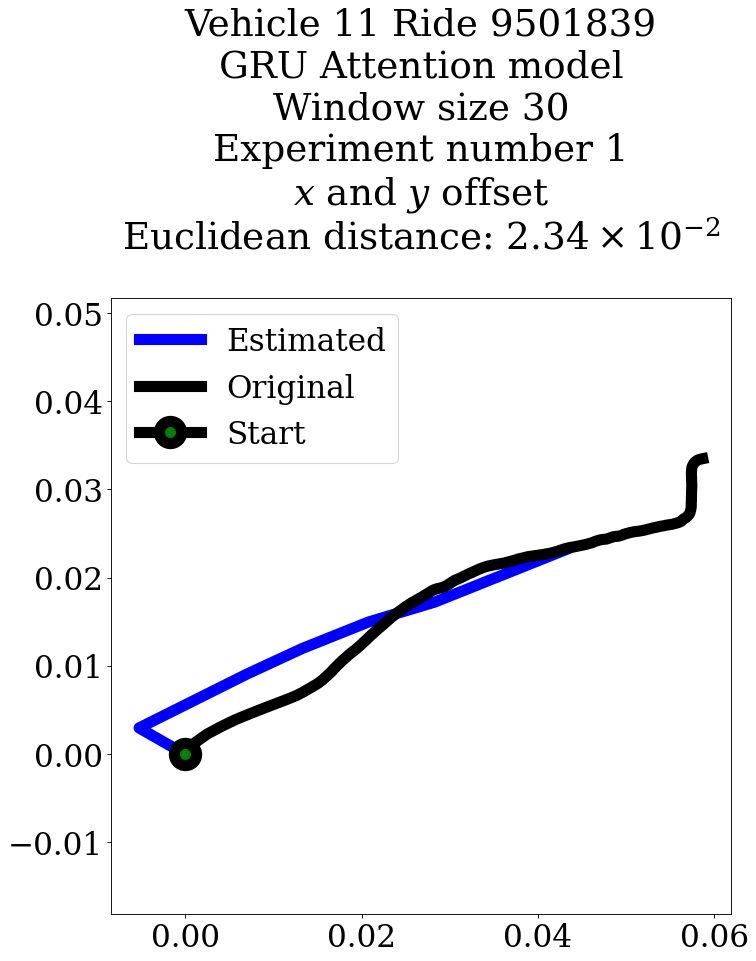 Vehicle 11 Ride 9501839
GRU Attention model
Window size 30
Experiment number 1
x and y offset
Euclidean distance: 2.34 × 10⁻²
Estimated
Original
Start
0.05
0.04
0.03
0.02
0.01
0.00
−0.01
0.00 0.02 0.04 0.06